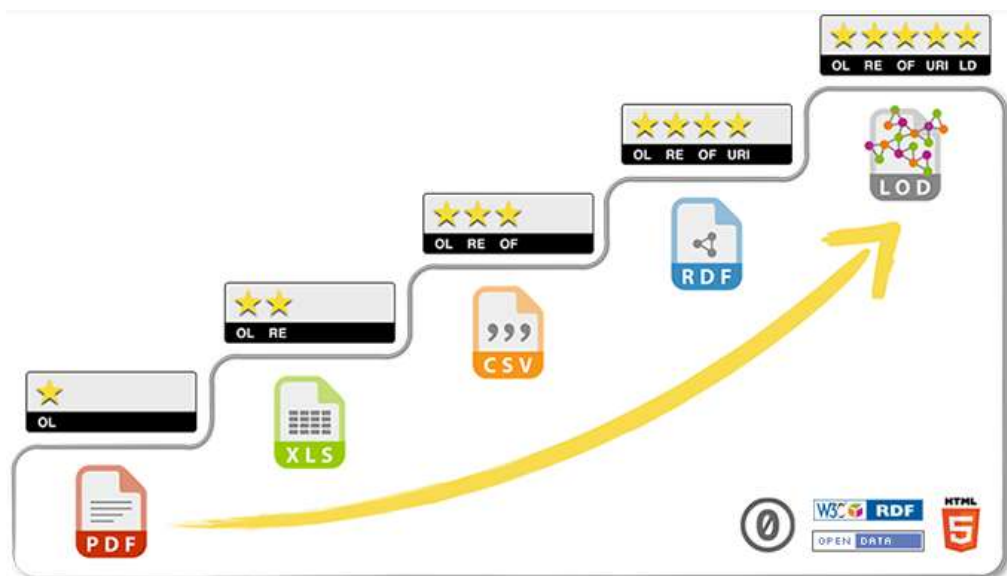 OL RE OF URI LD
LOD
OL RE OF URI
RDF
OL RE OF
CSV
OL RE
XLS
OL
PDF
0
W3C RDF
OPEN DATA
HTML
5